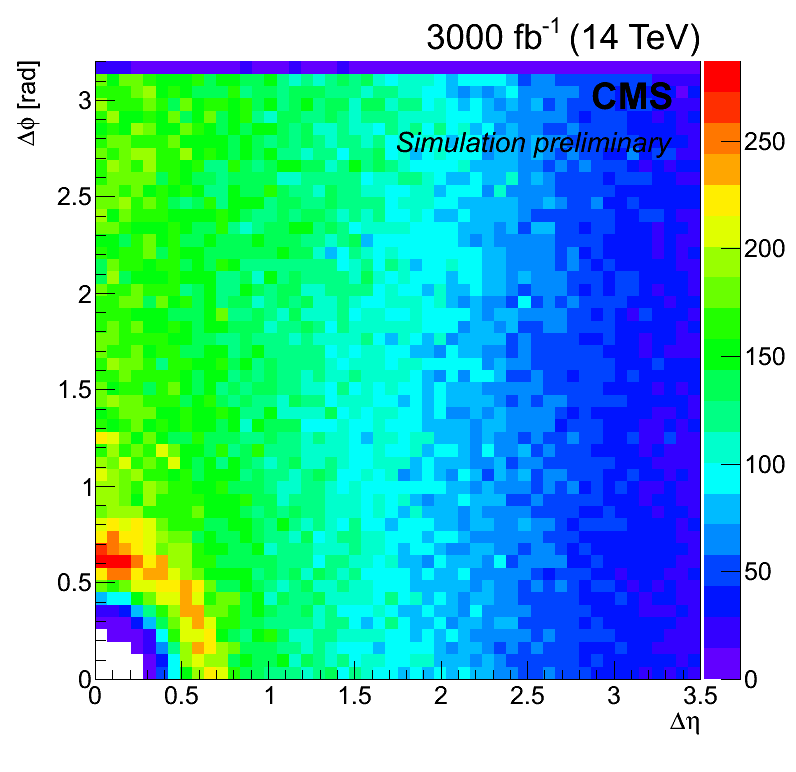 3000 fb-1 (14 TeV)
Δϕ [rad]
CMS
Simulation preliminary
3
2.5
2
1.5
1
0.5
0
250
200
150
100
50
0
0 0.5 1 1.5 2 2.5 3 3.5
Δη